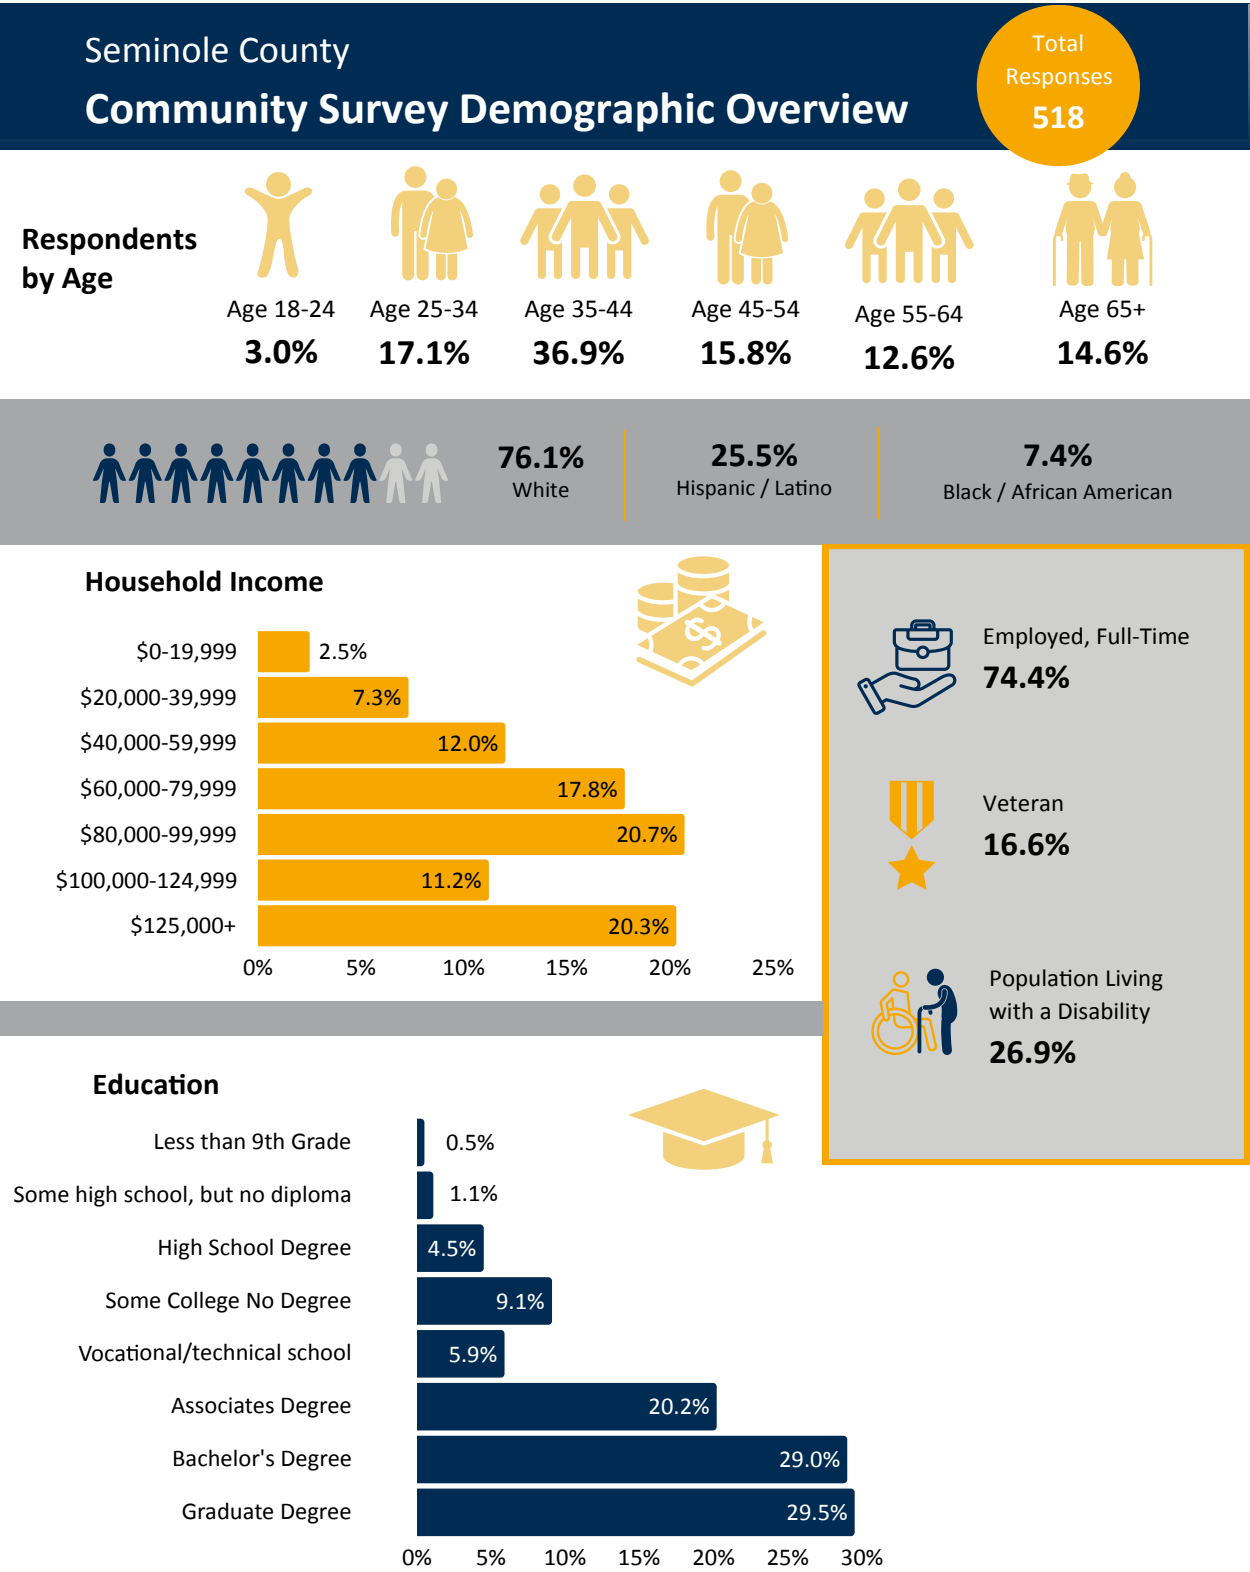 Seminole County
Community Survey Demographic Overview
Total
Responses
518
Respondents
by Age
Age 18-24
3.0%
Age 25-34
17.1%
Age 35-44
36.9%
Age 45-54
15.8%
Age 55-64
12.6%
Age 65+
14.6%
76.1%
White
25.5%
Hispanic / Latino
7.4%
Black / African American
Household Income
$
$0-19,999 2.5%
$20,000-39,999 7.3%
$40,000-59,999 12.0%
$60,000-79,999 17.8%
$80,000-99,999 20.7%
$100,000-124,999 11.2%
$125,000+ 20.3%
0% 5% 10% 15% 20% 25%
Employed, Full-Time
74.4%
Veteran
16.6%
Population Living
with a Disability
26.9%
Education
Less than 9th Grade 0.5%
Some high school, but no diploma 1.1%
High School Degree 4.5%
Some College No Degree 9.1%
Vocational/technical school 5.9%
Associates Degree 20.2%
Bachelor's Degree 29.0%
Graduate Degree 29.5%
0% 5% 10% 15% 20% 25% 30%